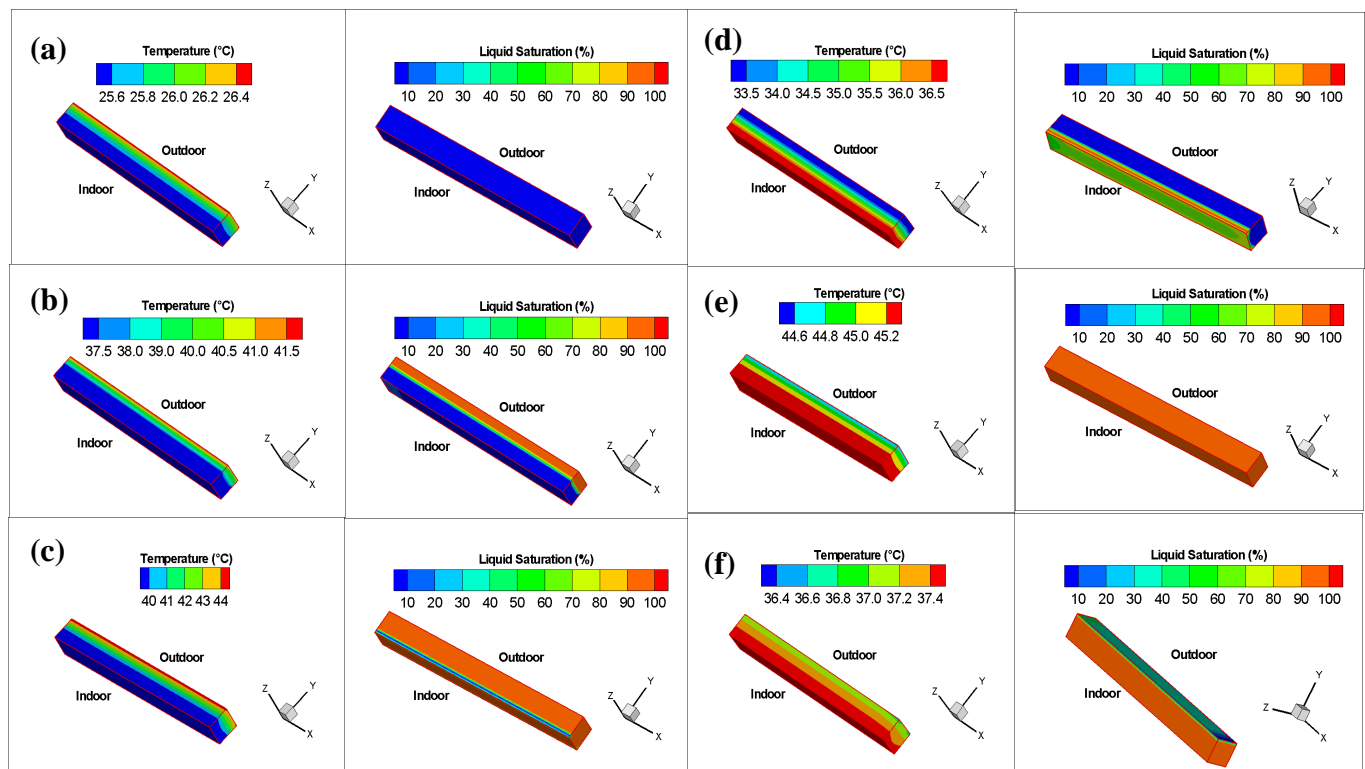 (a)
Temperature (°C)
25.6 25.8 26.0 26.2 26.4
Outdoor
Indoor
Z Y X
Liquid Saturation (%)
10 20 30 40 50 60 70 80 90 100
Outdoor
Indoor
Z Y X
(d)
Temperature (°C)
33.5 34.0 34.5 35.0 35.5 36.0 36.5
Outdoor
Indoor
Z Y X
Liquid Saturation (%)
10 20 30 40 50 60 70 80 90 100
Outdoor
Indoor
Z Y X
(b)
Temperature (°C)
37.5 38.0 39.0 40.0 40.5 41.0 41.5
Outdoor
Indoor
Z Y X
Liquid Saturation (%)
10 20 30 40 50 60 70 80 90 100
Outdoor
Indoor
Z Y X
(e)
Temperature (°C)
44.6 44.8 45.0 45.2
Outdoor
Indoor
Z Y X
Liquid Saturation (%)
10 20 30 40 50 60 70 80 90 100
Outdoor
Indoor
Z Y X
(c)
Temperature (°C)
40 41 42 43 44
Outdoor
Indoor
Z Y X
Liquid Saturation (%)
10 20 30 40 50 60 70 80 90 100
Outdoor
Indoor
Z Y X
(f)
Temperature (°C)
36.4 36.6 36.8 37.0 37.2 37.4
Outdoor
Indoor
Z Y X
Liquid Saturation (%)
10 20 30 40 50 60 70 80 90 100
Outdoor
Indoor
Z Y X